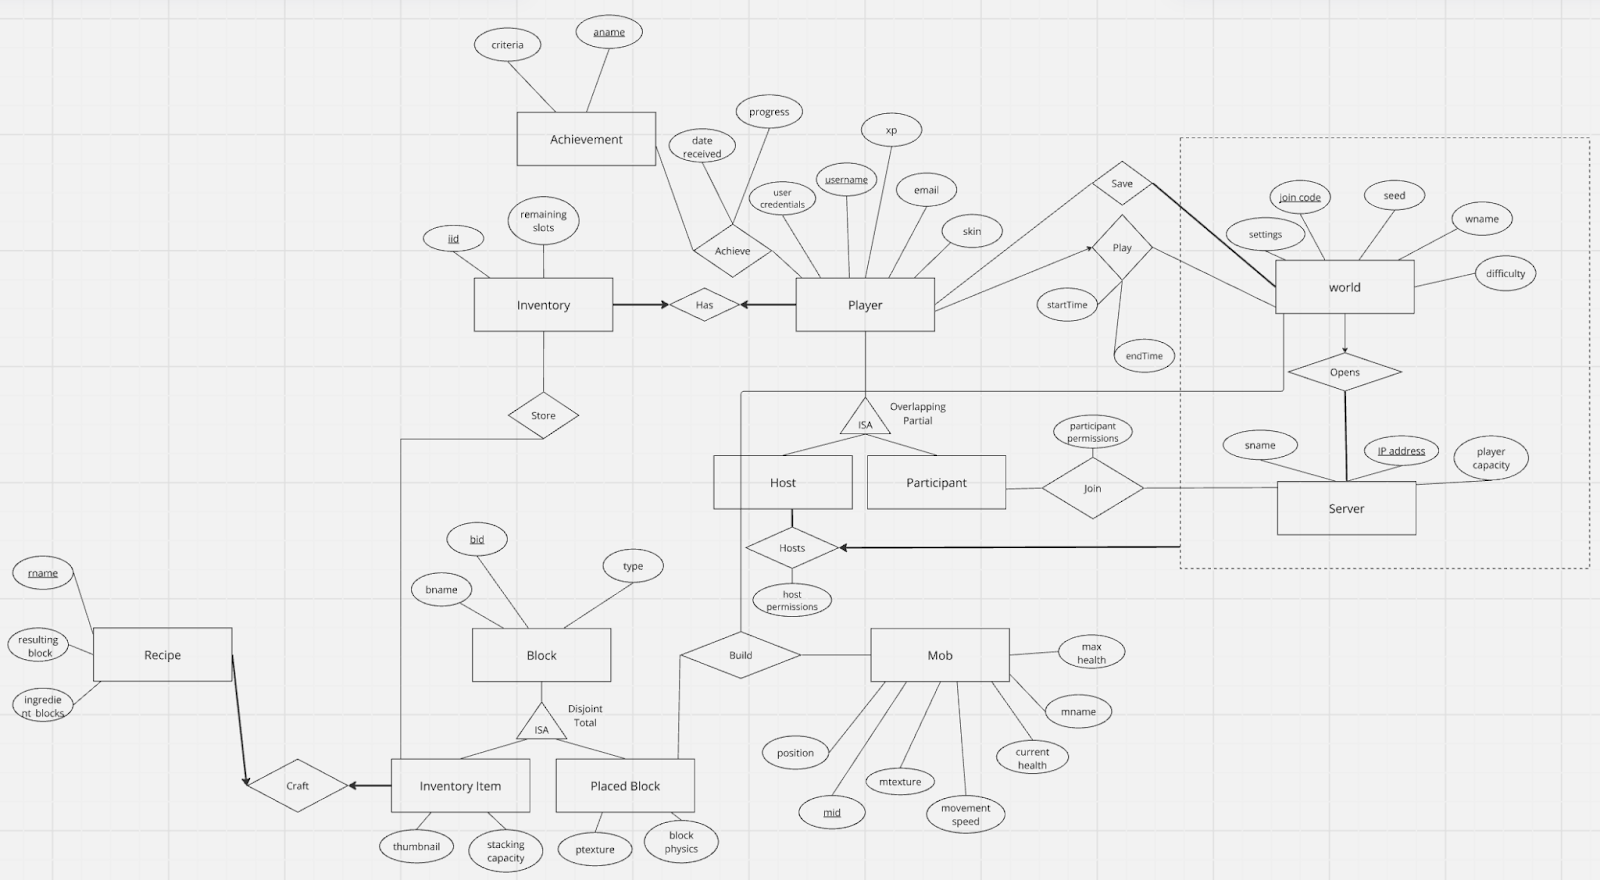 criteria
aname
Achievement
date
received
progress
xp
user
credentials
username
email
skin
Save
join code
seed
settings
wname
difficulty
world
iid
remaining
slots
Achieve
Play
Inventory
Has
Player
startTime
endTime
Opens
Store
ISA
Overlapping
Partial
participant
permissions
sname
IP address
player
capacity
Host
Participant
Join
Server
Hosts
host
permissions
bid
bname
type
rname
resulting
block
ingredie
nt blocks
Recipe
Block
Build
Mob
max
health
mname
ISA
Disjoint
Total
position
mid
mtexture
movement
speed
current
health
Craft
Inventory Item
Placed Block
thumbnail
stacking
capacity
ptexture
block
physics